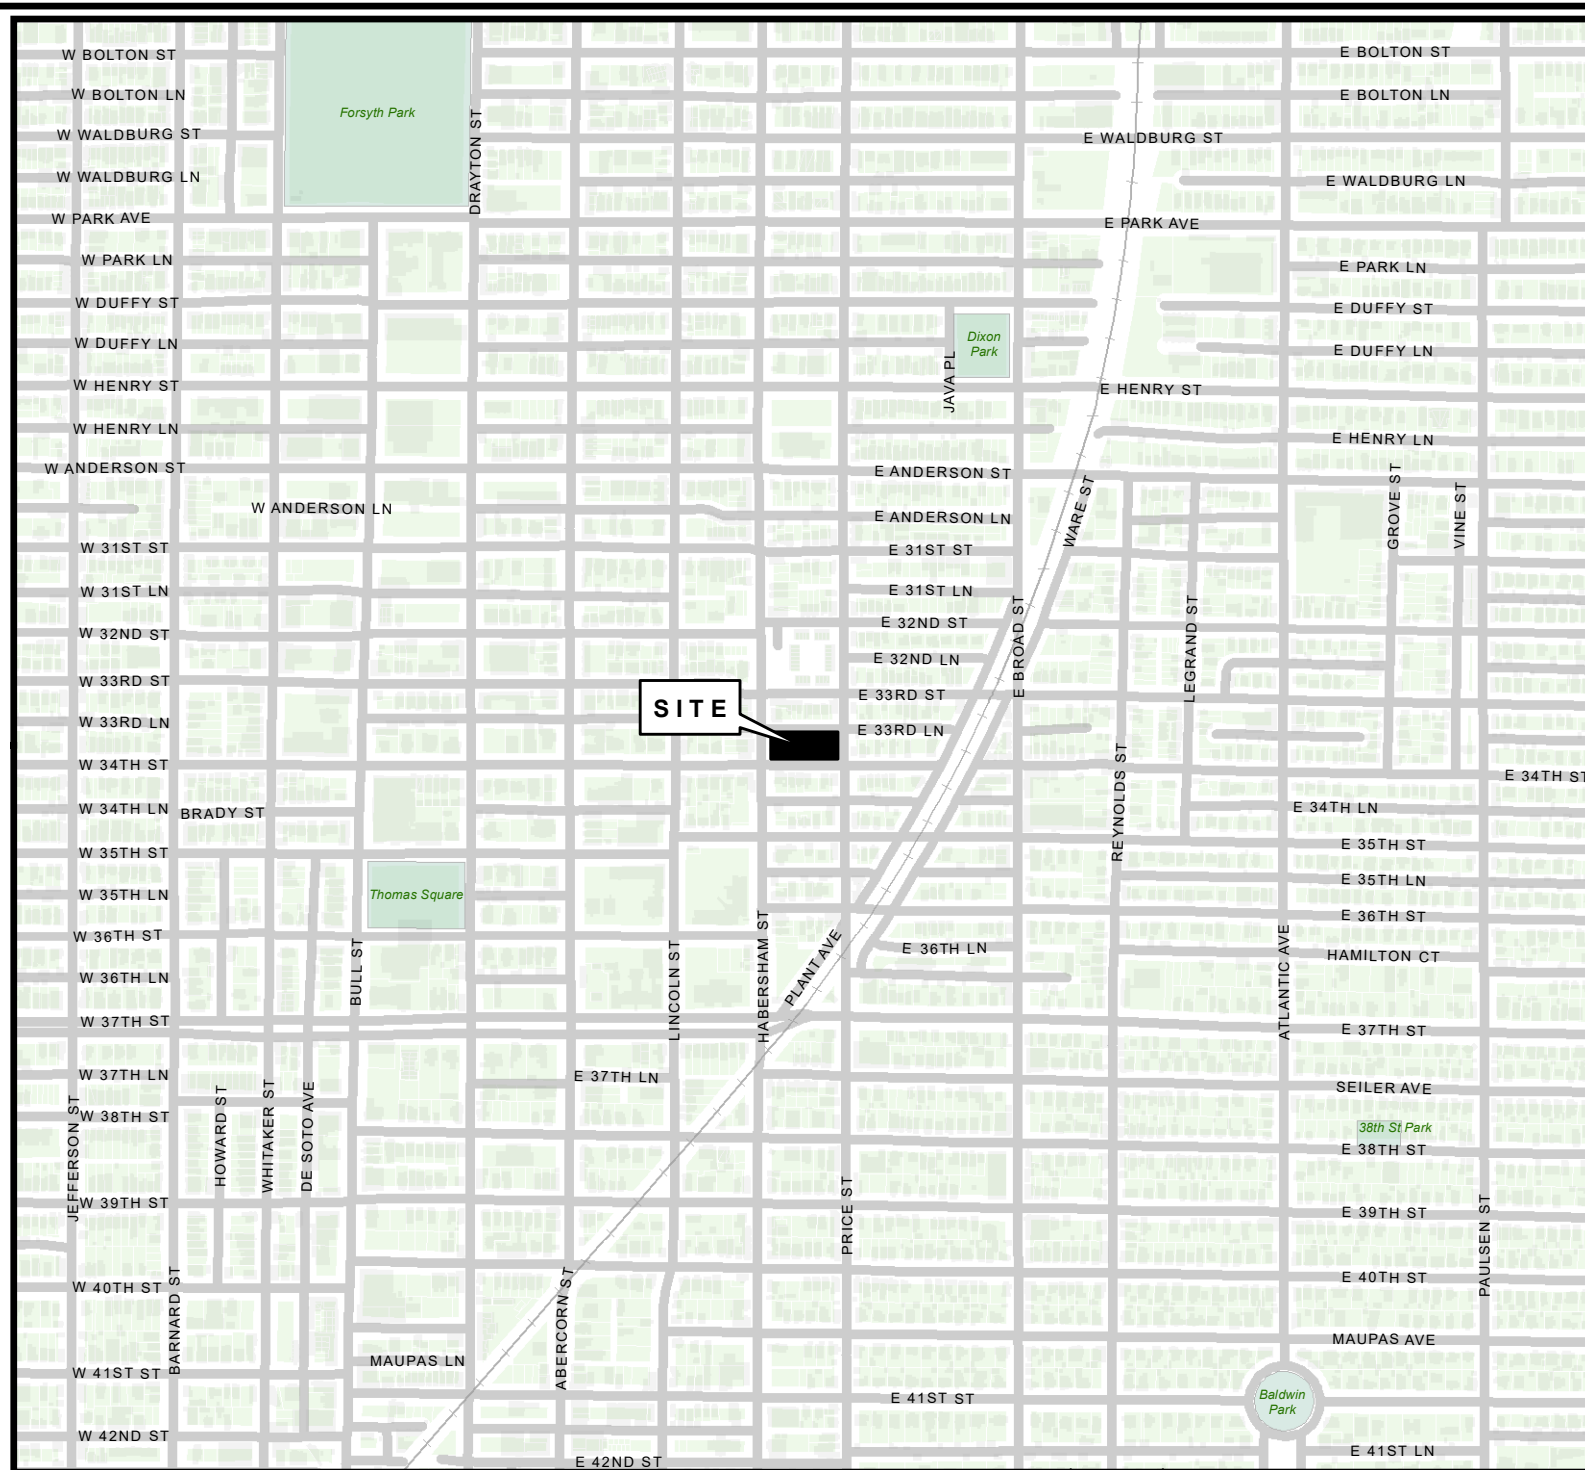 W BOLTON ST
E BOLTON ST
W BOLTON LN
E BOLTON LN
Forsyth Park
W WALDBURG ST
E WALDBURG ST
DRAYTON ST
W WALDBURG LN
E WALDBURG LN
W PARK AVE
E PARK AVE
W PARK LN
E PARK LN
W DUFFY ST
E DUFFY ST
W DUFFY LN
Dixon
Park
E DUFFY LN
JAVA PL
W HENRY ST
E HENRY ST
W HENRY LN
E HENRY LN
W ANDERSON ST
E ANDERSON ST
W ANDERSON LN
E ANDERSON LN
WARE ST
GROVE ST
VINE ST
W 31ST ST
E 31ST ST
W 31ST LN
E 31ST LN
W 32ND ST
E 32ND ST
E BROAD ST
LEGRAND ST
E 32ND LN
W 33RD ST
E 33RD ST
SITE
W 33RD LN
E 33RD LN
W 34TH ST
E 34TH ST
REYNOLDS ST
W 34TH LN
BRADY ST
E 34TH LN
W 35TH ST
E 35TH ST
W 35TH LN
Thomas Square
E 35TH LN
W 36TH ST
E 36TH ST
E 36TH LN
HAMILTON CT
W 36TH LN
BULL ST
LINCOLN ST
HABERSHAM ST
PLANT AVE
ATLANTIC AVE
W 37TH ST
E 37TH ST
W 37TH LN
E 37TH LN
SEILER AVE
W 38TH ST
38th St Park
E 38TH ST
JEFFERSON ST
HOWARD ST
WHITAKER ST
DE SOTO AVE
W 39TH ST
E 39TH ST
PRICE ST
PAULSEN ST
W 40TH ST
E 40TH ST
BARNARD ST
ABERCORN ST
MAUPAS AVE
MAUPAS LN
W 41ST ST
E 41ST ST
Baldwin
Park
W 42ND ST
E 41ST LN
E 42ND ST